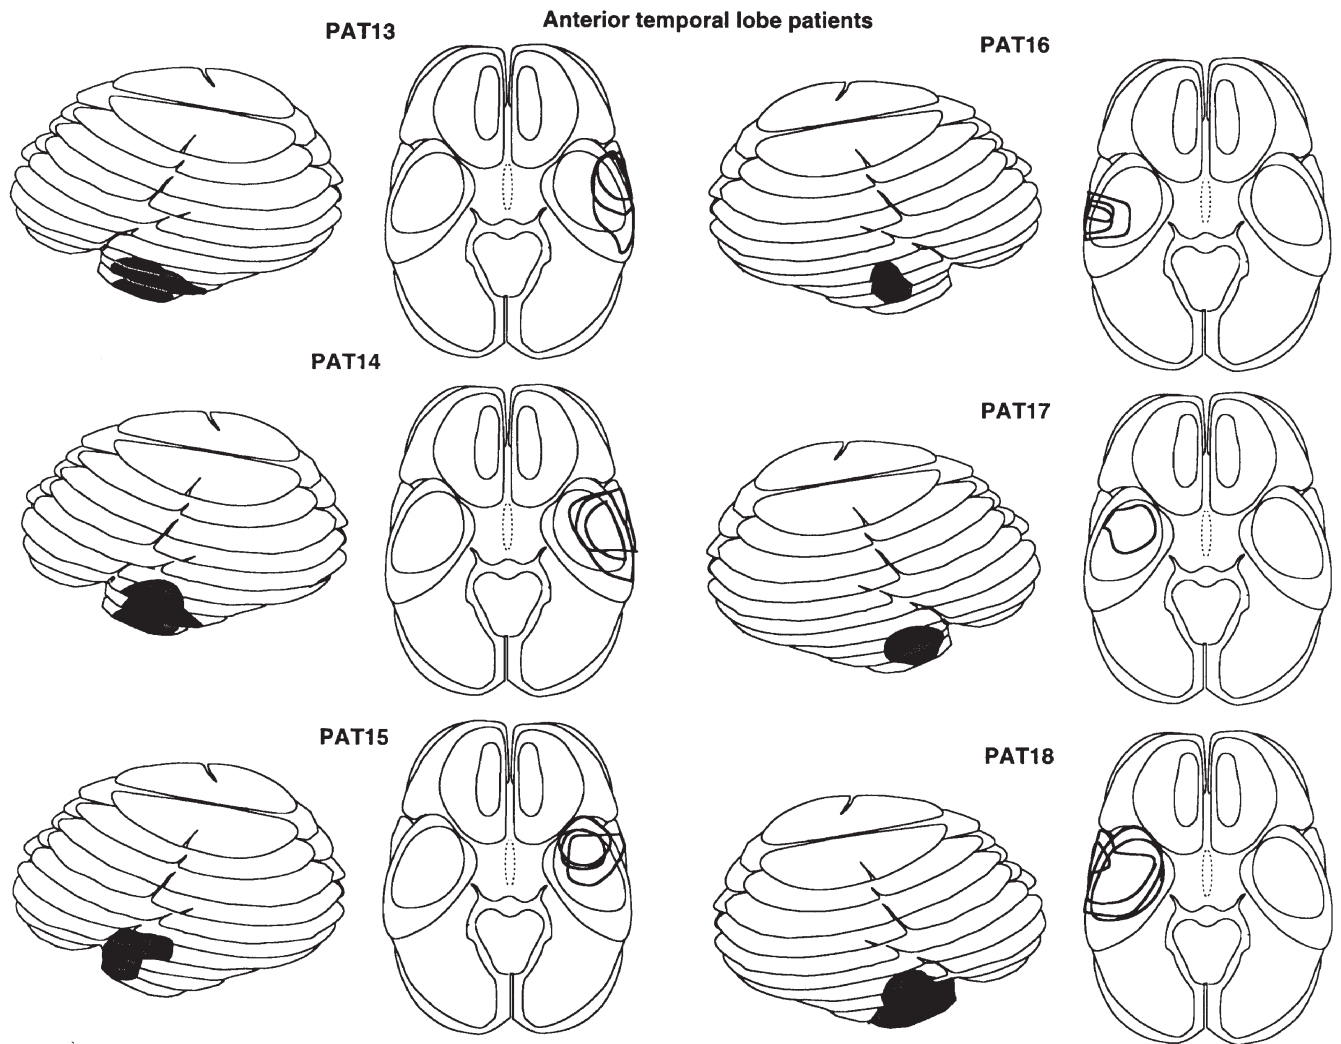 Anterior temporal lobe patients
PAT13
PAT16
PAT14
PAT17
PAT15
PAT18